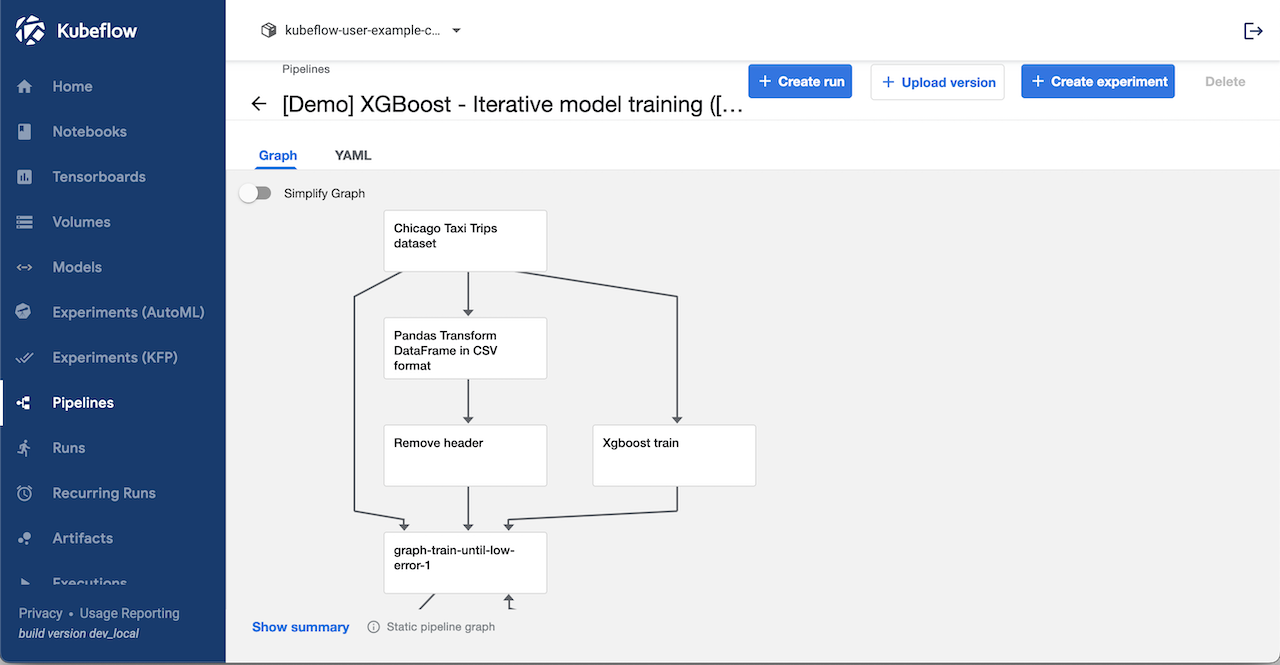 Kubeflow
kubeflow-user-example-c...
Home
Notebooks
Tensorboards
Volumes
Models
Experiments (AutoML)
Experiments (KFP)
Pipelines
Runs
Recurring Runs
Artifacts
Executions
Privacy • Usage Reporting
build version dev_local
Pipelines
[Demo] XGBoost - Iterative model training ([...
+ Create run
+ Upload version
+ Create experiment
Delete
Graph
YAML
Simplify Graph
Chicago Taxi Trips
dataset
Pandas Transform
DataFrame in CSV
format
Remove header
Xgboost train
graph-train-until-low-
error-1
Show summary
Static pipeline graph